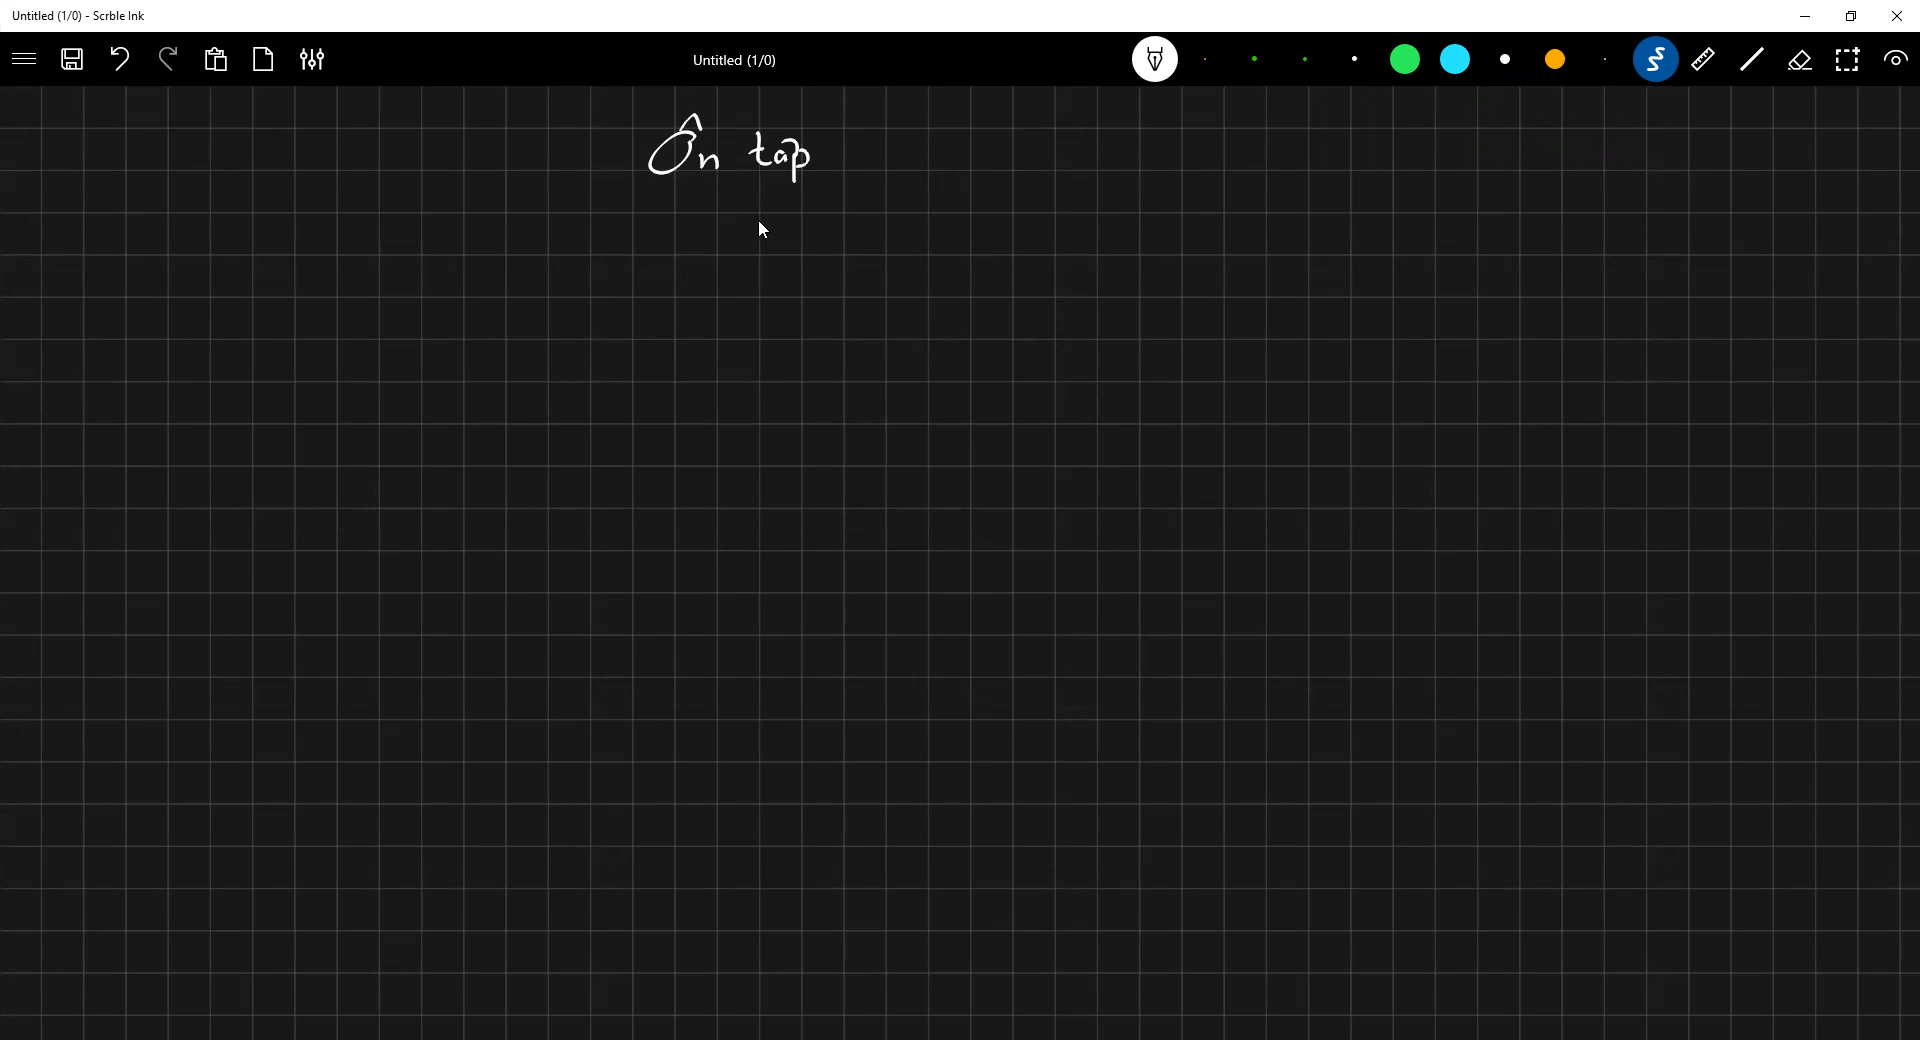 Untitled (1/0) - Scrble Ink
Untitled (1/0)
Ôn tap